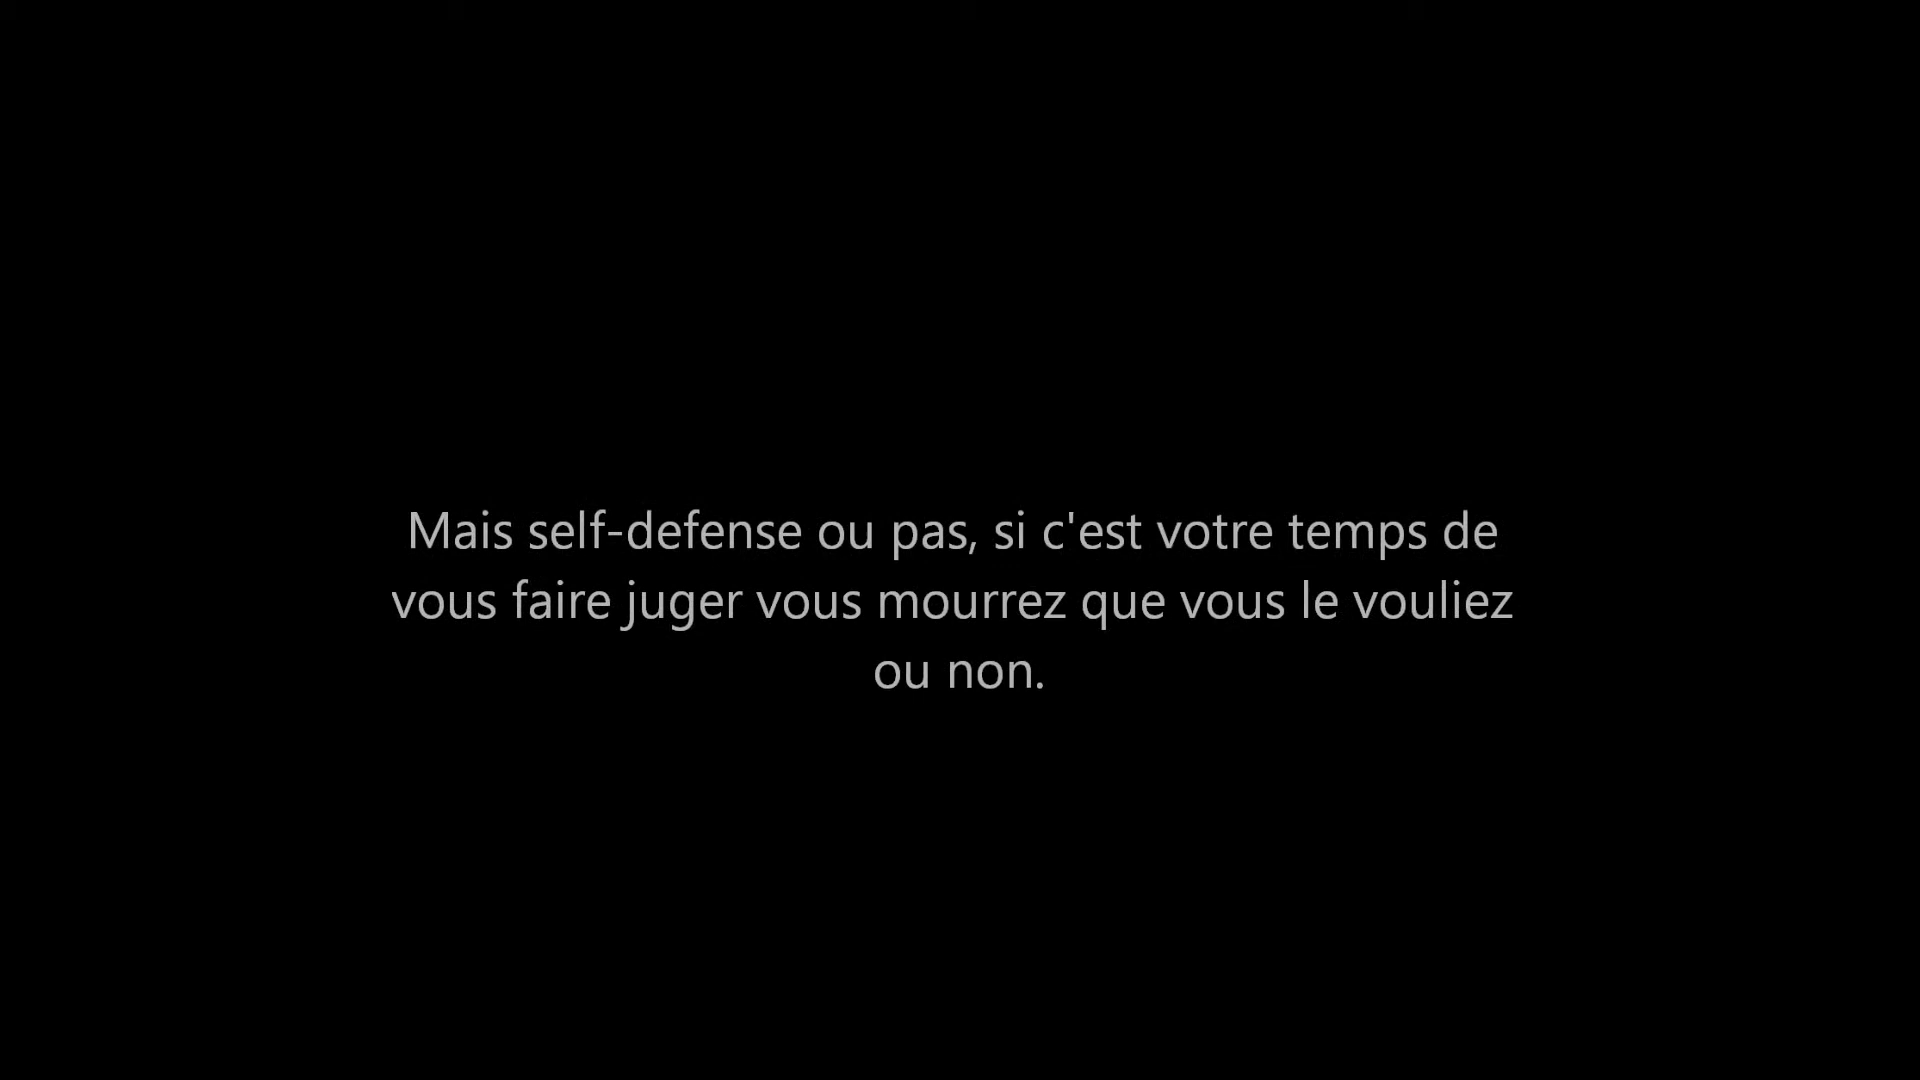 Mais self-defense ou pas, si c'est votre temps de
vous faire juger vous mourrez que vous le vouliez
ou non.